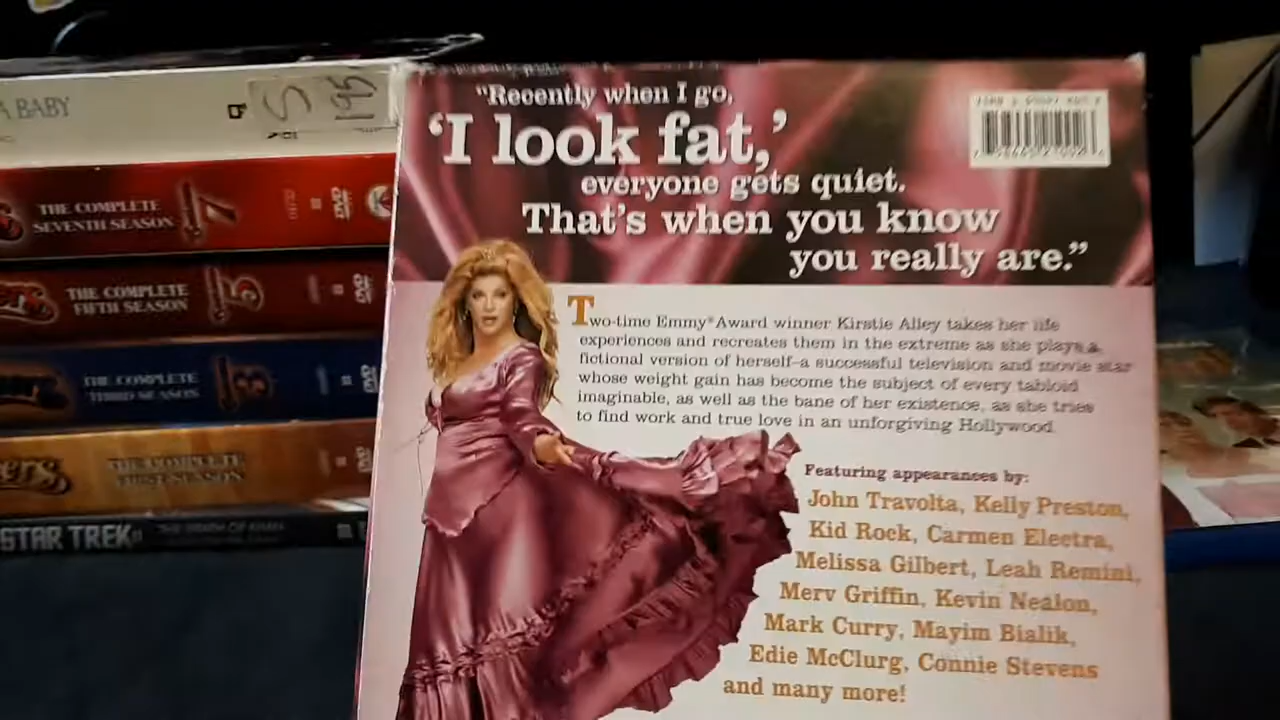 A BABY
THE COMPLETE
SEVENTH SEASON
7
DVD
THE COMPLETE
FIFTH SEASON
5
DVD
THE COMPLETE
THIRD SEASON
3
DVD
THE COMPLETE
FIRST SEASON
STAR TREK II
"Recently when I go,
'I look fat,'
everyone gets quiet.
That's when you know
you really are."
Two-time Emmy® Award winner Kirstie Alley takes her life
experiences and recreates them in the extreme as she plays a
fictional version of herself–a successful television and movie star
whose weight gain has become the subject of every tabloid
imaginable, as well as the bane of her existence, as she tries
to find work and true love in an unforgiving Hollywood.
Featuring appearances by:
John Travolta, Kelly Preston,
Kid Rock, Carmen Electra,
Melissa Gilbert, Leah Remini,
Merv Griffin, Kevin Nealon,
Mark Curry, Mayim Bialik,
Edie McClurg, Connie Stevens
and many more!